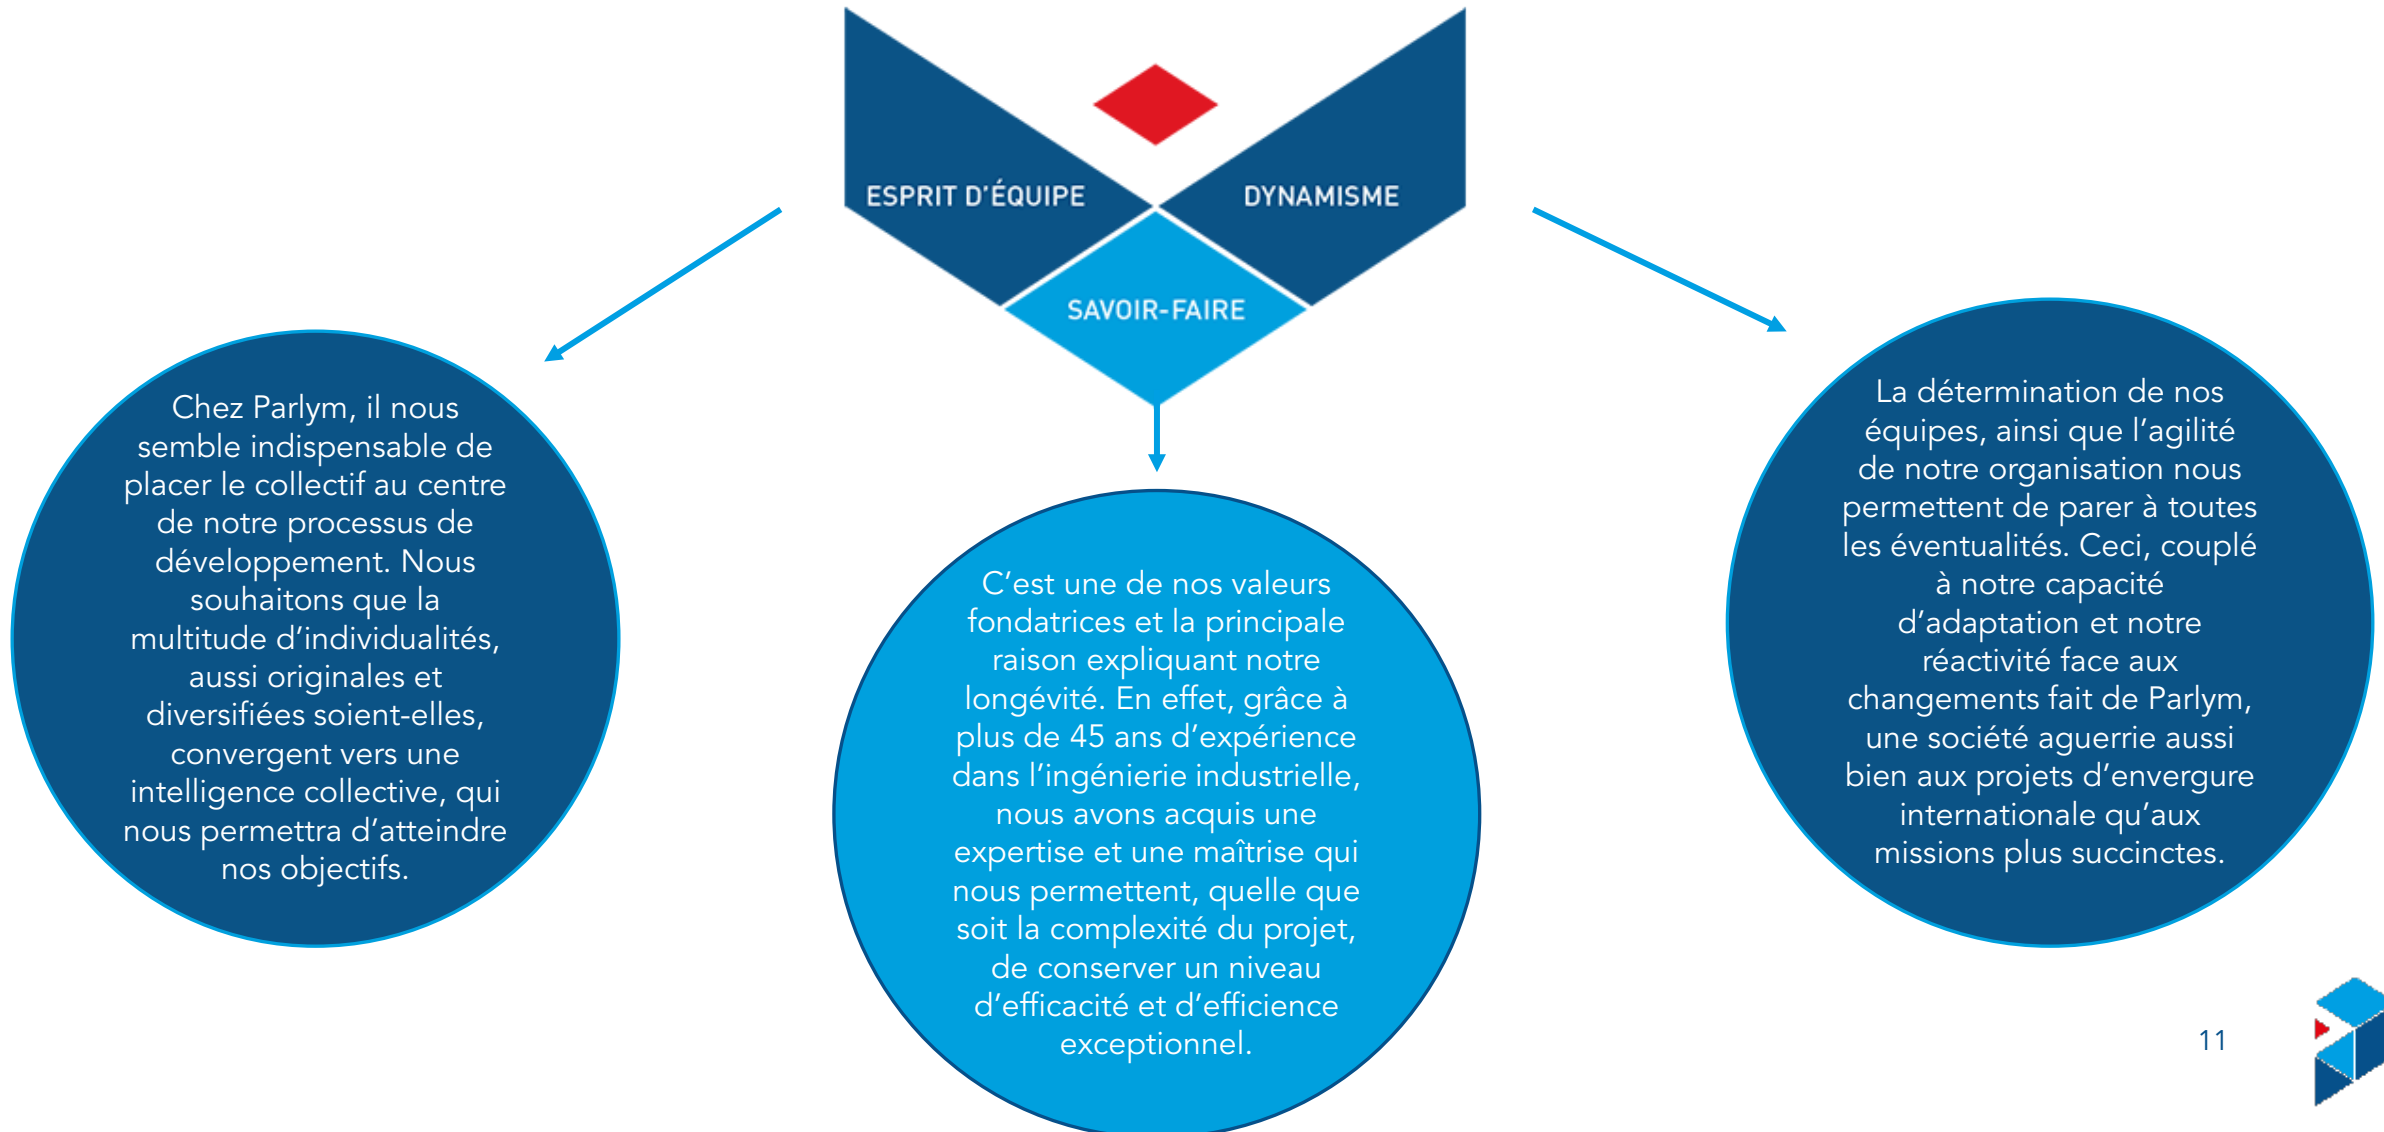 ESPRIT D'ÉQUIPE
DYNAMISME
SAVOIR-FAIRE
Chez Parlym, il nous
semble indispensable de
placer le collectif au centre
de notre processus de
développement. Nous
souhaitons que la
multitude d’individualités,
aussi originales et
diversifiées soient-elles,
convergent vers une
intelligence collective, qui
nous permettra d’atteindre
nos objectifs.
C’est une de nos valeurs
fondatrices et la principale
raison expliquant notre
longévité. En effet, grâce à
plus de 45 ans d’expérience
dans l’ingénierie industrielle,
nous avons acquis une
expertise et une maîtrise qui
nous permettent, quelle que
soit la complexité du projet,
de conserver un niveau
d’efficacité et d’efficience
exceptionnel.
La détermination de nos
équipes, ainsi que l’agilité
de notre organisation nous
permettent de parer à toutes
les éventualités. Ceci, couplé
à notre capacité
d’adaptation et notre
réactivité face aux
changements fait de Parlym,
une société aguerrie aussi
bien aux projets d’envergure
internationale qu’aux
missions plus succinctes.
11